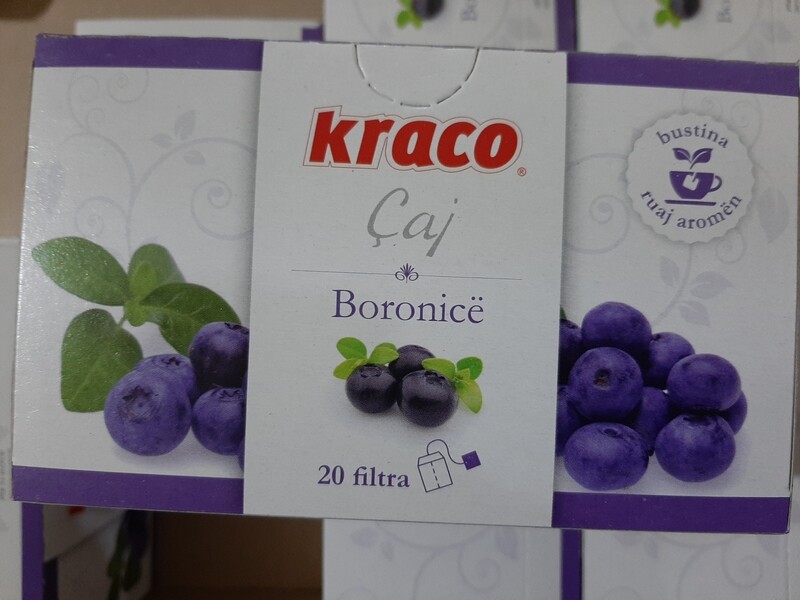 kraco®
Çaj
Boronicë
20 filtra
bustina
ruaj aromën